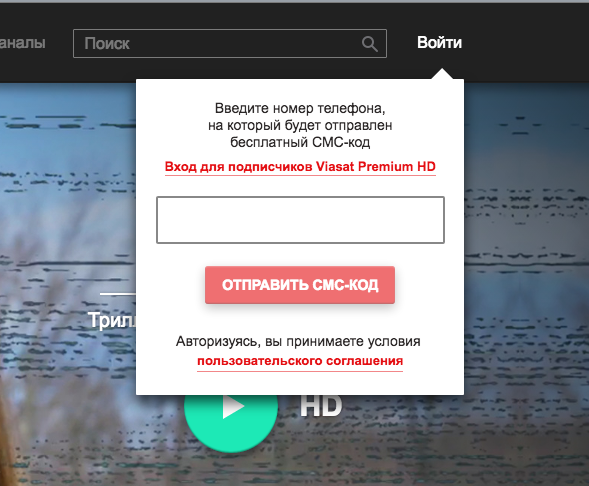 аналы
Поиск
Войти
Введите номер телефона,
на который будет отправлен
бесплатный СМС-код
Вход для подписчиков Viasat Premium HD
ОТПРАВИТЬ СМС-КОД
Авторизуясь, вы принимаете условия
пользовательского соглашения
Трилл
HD